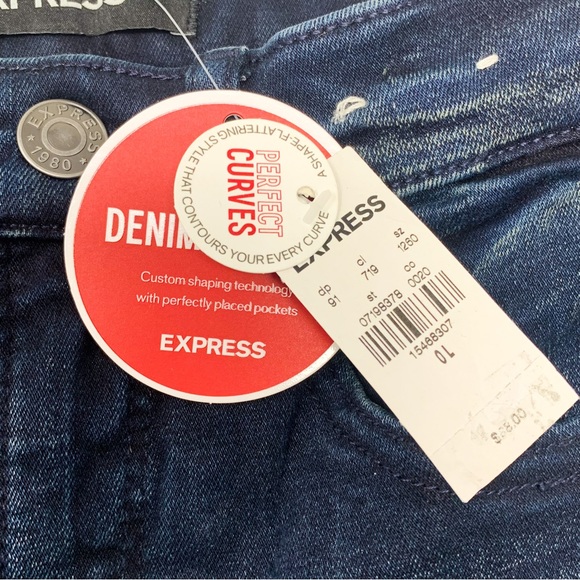 EXPRESS
EXPRESS
1980
DENIM
Custom shaping technology
with perfectly placed pockets
EXPRESS
PERFECT
CURVES
A SHAPE-FLATTERING STYLE THAT CONTOURS YOUR EVERY CURVE
EXPRESS
dp cl sz
91 719 1260
st co
07198378 0020
15468307
0L